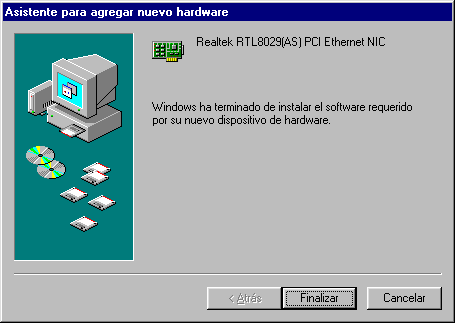 Asistente para agregar nuevo hardware
Realtek RTL8029(AS) PCI Ethernet NIC
Windows ha terminado de instalar el software requerido
por su nuevo dispositivo de hardware.
< Atrás
Finalizar
Cancelar